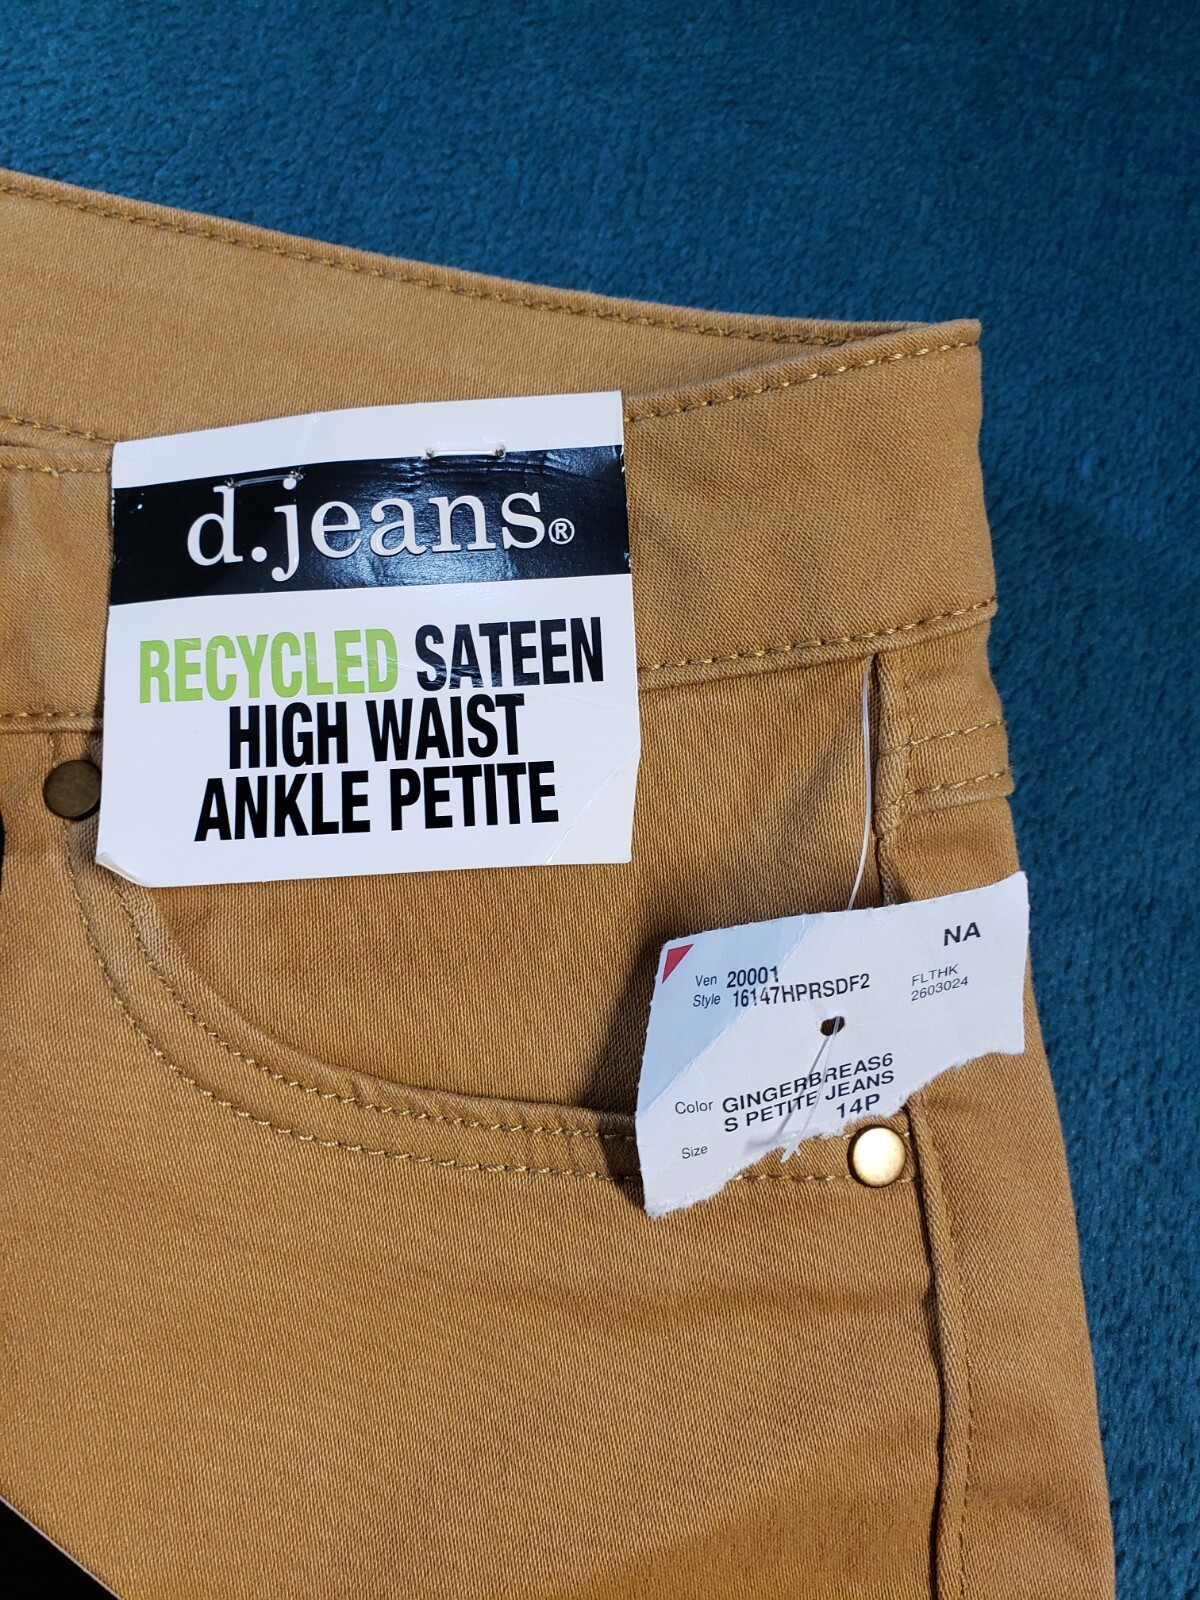 d.jeans®
RECYCLED SATEEN
HIGH WAIST
ANKLE PETITE
NA
Ven 20001
Style 16147HPRSDF2
FLTHK
2603024
Color GINGERBREAS6
S PETITE JEANS
Size 14P